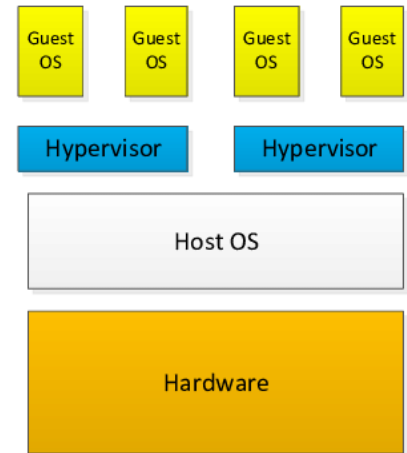 Guest
OS
Guest
OS
Guest
OS
Guest
OS
Hypervisor
Hypervisor
Host OS
Hardware